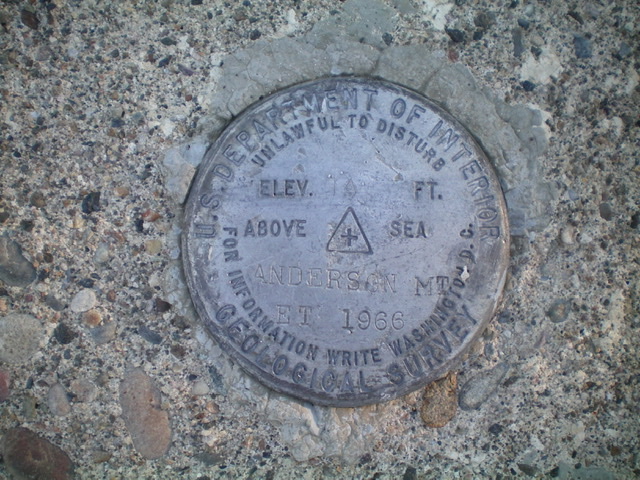 U.S. DEPARTMENT OF INTERIOR
UNLAWFUL TO DISTURB
ELEV. FT.
ABOVE SEA
ANDERSON MT
ET 1966
FOR INFORMATION WRITE WASHINGTON D.C.
GEOLOGICAL SURVEY